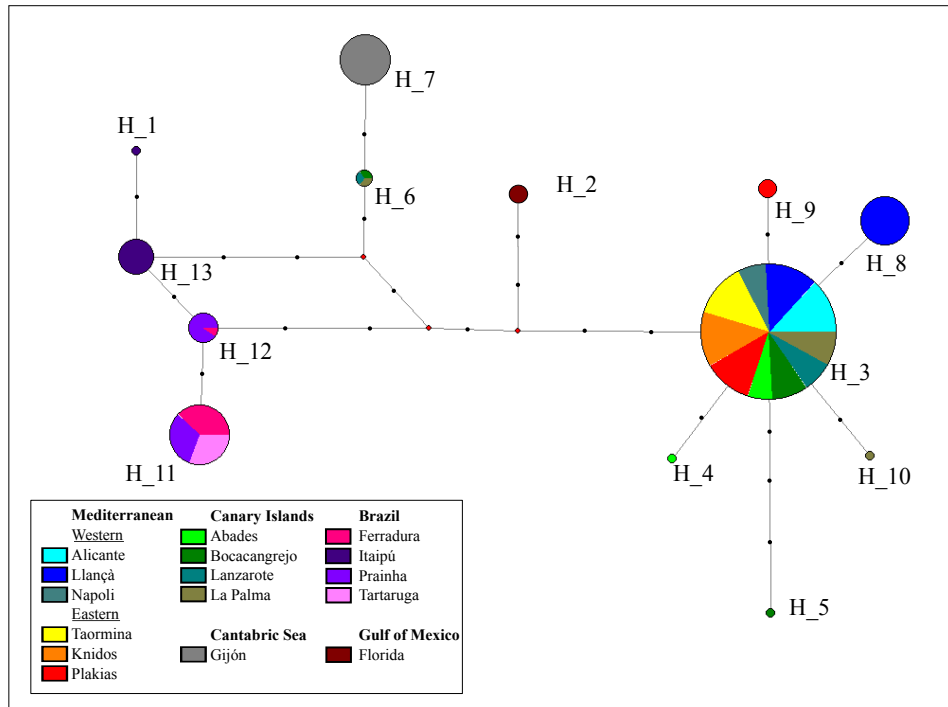 H_7
H_1
H_6
H_2
H_9
H_8
H_13
H_12
H_3
H_11
H_4
H_10
H_5
Mediterranean
Western
Alicante
Llançà
Napoli
Eastern
Taormina
Knidos
Plakias
Canary Islands
Abades
Bocacangrejo
Lanzarote
La Palma
Cantabric Sea
Gijón
Brazil
Ferradura
Itaipú
Prainha
Tartaruga
Gulf of Mexico
Florida